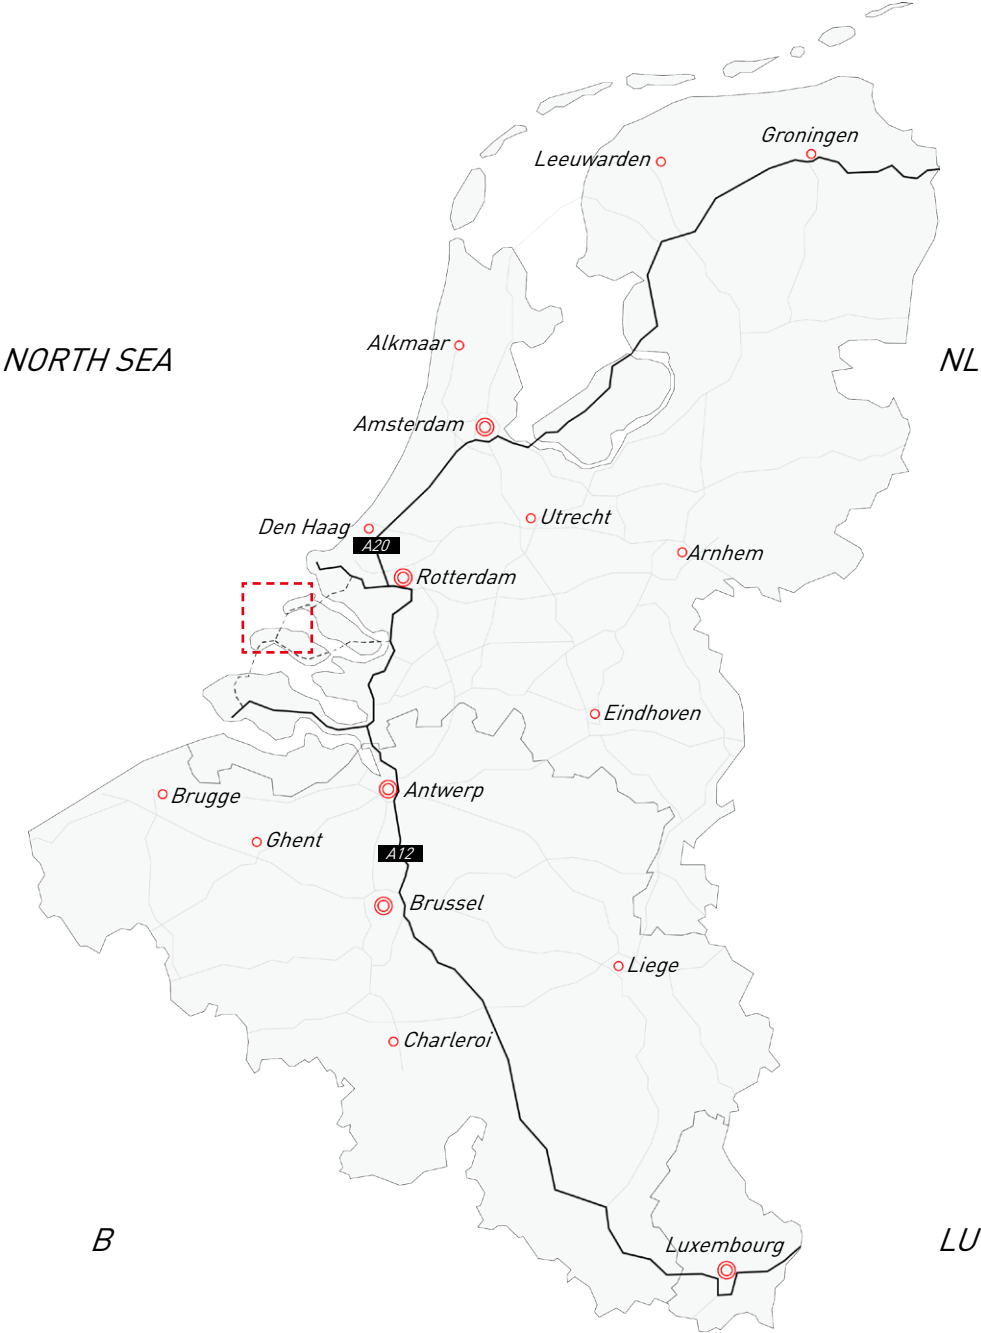 Groningen
Leeuwarden
Alkmaar
NORTH SEA
NL
Amsterdam
Utrecht
Den Haag
A20
Arnhem
Rotterdam
Eindhoven
Antwerp
Brugge
Ghent
A12
Brussel
Liege
Charleroi
B
LU
Luxembourg